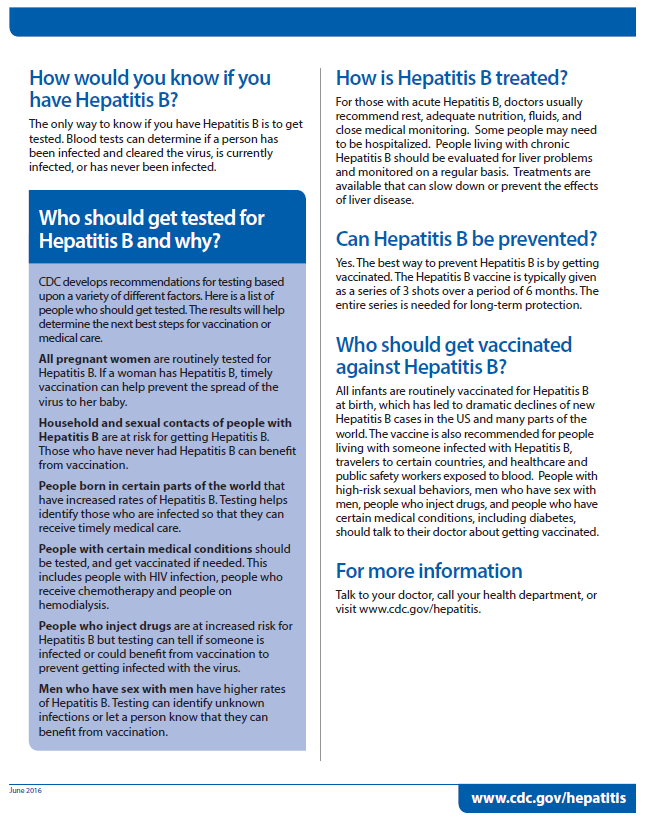 How would you know if you
have Hepatitis B?
The only way to know if you have Hepatitis B is to get
tested. Blood tests can determine if a person has
been infected and cleared the virus, is currently
infected, or has never been infected.
Who should get tested for
Hepatitis B and why?
CDC develops recommendations for testing based
upon a variety of different factors. Here is a list of
people who should get tested. The results will help
determine the next best steps for vaccination or
medical care.
All pregnant women are routinely tested for
Hepatitis B. If a woman has Hepatitis B, timely
vaccination can help prevent the spread of the
virus to her baby.
Household and sexual contacts of people with
Hepatitis B are at risk for getting Hepatitis B.
Those who have never had Hepatitis B can benefit
from vaccination.
People born in certain parts of the world that
have increased rates of Hepatitis B. Testing helps
identify those who are infected so that they can
receive timely medical care.
People with certain medical conditions should
be tested, and get vaccinated if needed. This
includes people with HIV infection, people who
receive chemotherapy and people on
hemodialysis.
People who inject drugs are at increased risk for
Hepatitis B but testing can tell if someone is
infected or could benefit from vaccination to
prevent getting infected with the virus.
Men who have sex with men have higher rates
of Hepatitis B. Testing can identify unknown
infections or let a person know that they can
benefit from vaccination.
How is Hepatitis B treated?
For those with acute Hepatitis B, doctors usually
recommend rest, adequate nutrition, fluids, and
close medical monitoring. Some people may need
to be hospitalized. People living with chronic
Hepatitis B should be evaluated for liver problems
and monitored on a regular basis. Treatments are
available that can slow down or prevent the effects
of liver disease.
Can Hepatitis B be prevented?
Yes. The best way to prevent Hepatitis B is by getting
vaccinated. The Hepatitis B vaccine is typically given
as a series of 3 shots over a period of 6 months. The
entire series is needed for long-term protection.
Who should get vaccinated
against Hepatitis B?
All infants are routinely vaccinated for Hepatitis B
at birth, which has led to dramatic declines of new
Hepatitis B cases in the US and many parts of the
world. The vaccine is also recommended for people
living with someone infected with Hepatitis B,
travelers to certain countries, and healthcare and
public safety workers exposed to blood. People with
high-risk sexual behaviors, men who have sex with
men, people who inject drugs, and people who have
certain medical conditions, including diabetes,
should talk to their doctor about getting vaccinated.
For more information
Talk to your doctor, call your health department, or
visit www.cdc.gov/hepatitis.
June 2016
www.cdc.gov/hepatitis